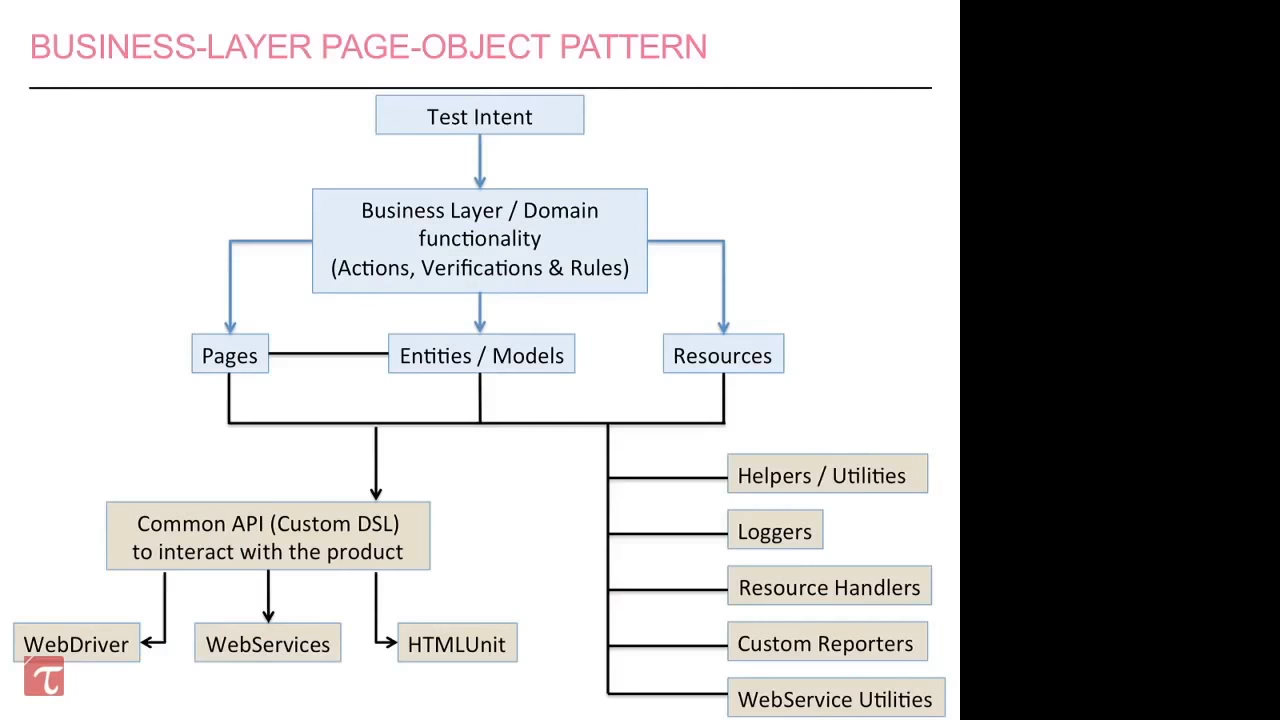 BUSINESS-LAYER PAGE-OBJECT PATTERN
Test Intent
Business Layer / Domain
functionality
(Actions, Verifications & Rules)
Pages
Entities / Models
Resources
Helpers / Utilities
Common API (Custom DSL)
to interact with the product
Loggers
Resource Handlers
WebDriver
WebServices
HTMLUnit
Custom Reporters
WebService Utilities
τ